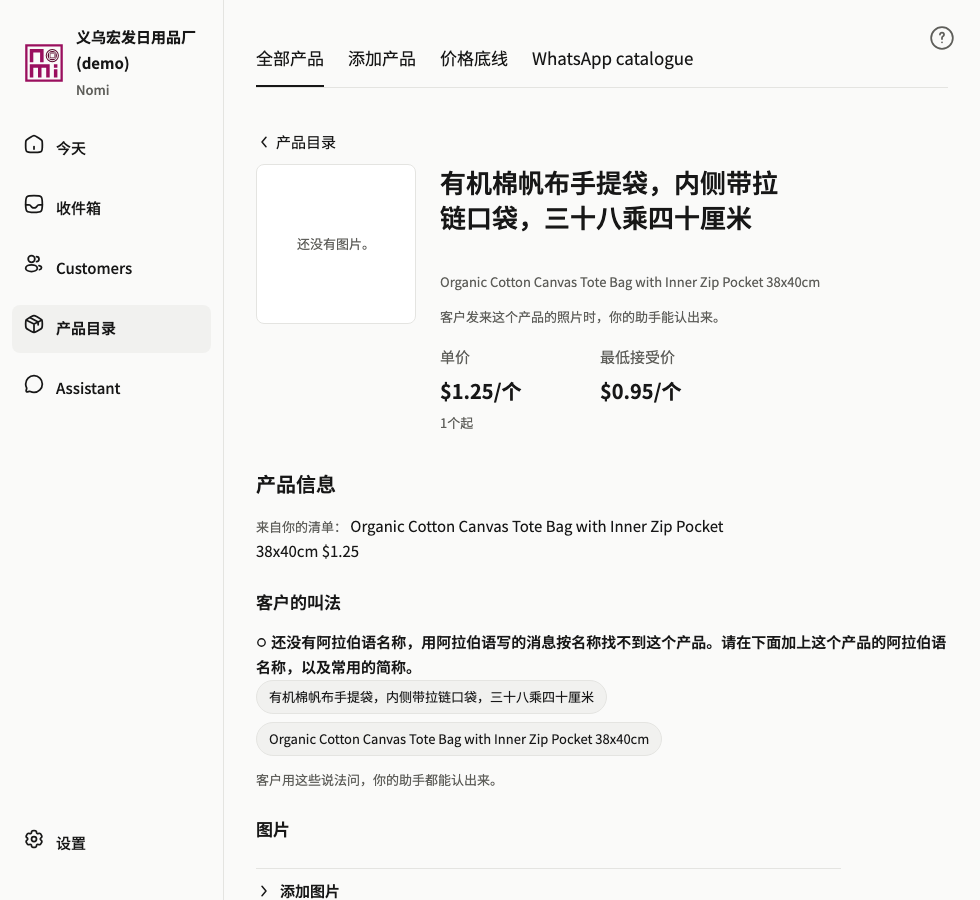 义乌宏发日用品厂
(demo)
Nomi
今天
收件箱
Customers
产品目录
Assistant
设置
全部产品
添加产品
价格底线
WhatsApp catalogue
?
产品目录
还没有图片。
有机棉帆布手提袋，内侧带拉
链口袋，三十八乘四十厘米
Organic Cotton Canvas Tote Bag with Inner Zip Pocket 38x40cm
客户发来这个产品的照片时，你的助手能认出来。
单价
最低接受价
$1.25/个
$0.95/个
1个起
产品信息
来自你的清单： Organic Cotton Canvas Tote Bag with Inner Zip Pocket
38x40cm $1.25
客户的叫法
还没有阿拉伯语名称，用阿拉伯语写的消息按名称找不到这个产品。请在下面加上这个产品的阿拉伯语
名称，以及常用的简称。
有机棉帆布手提袋，内侧带拉链口袋，三十八乘四十厘米
Organic Cotton Canvas Tote Bag with Inner Zip Pocket 38x40cm
客户用这些说法问，你的助手都能认出来。
图片
添加图片